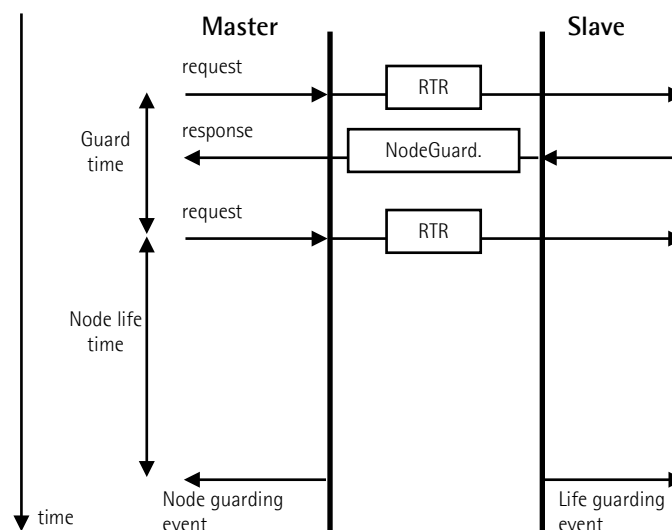 Master
Slave
request
RTR
response
Guard
time
NodeGuard.
request
RTR
Node life
time
Node guarding
event
Life guarding
event
time